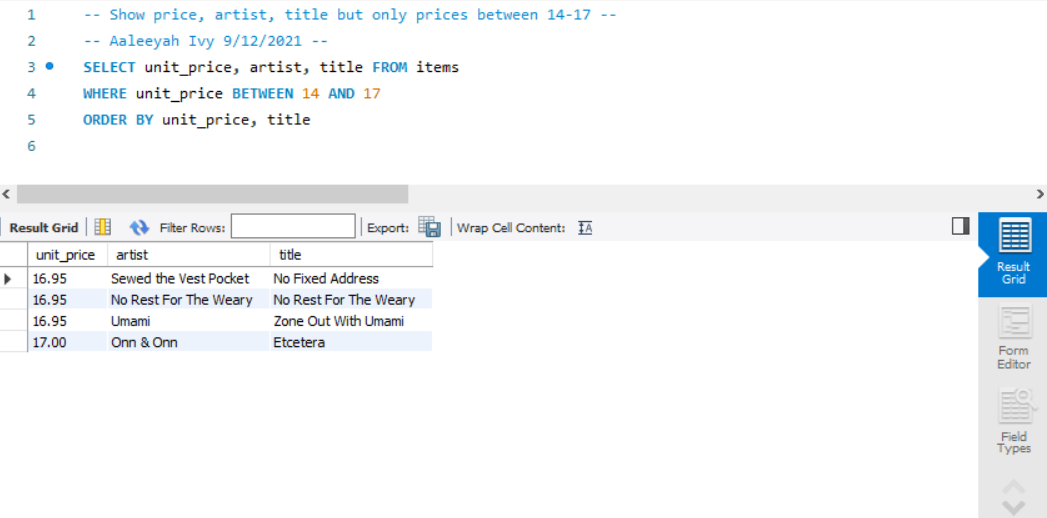 1 -- Show price, artist, title but only prices between 14-17 --
2 -- Aaleeyah Ivy 9/12/2021 --
3 SELECT unit_price, artist, title FROM items
4 WHERE unit_price BETWEEN 14 AND 17
5 ORDER BY unit_price, title
6
Result Grid Filter Rows: Export: Wrap Cell Content: IA
unit_price artist title
16.95 Sewed the Vest Pocket No Fixed Address
16.95 No Rest For The Weary No Rest For The Weary
16.95 Umami Zone Out With Umami
17.00 Onn & Onn Etcetera
Result
Grid
Form
Editor
Field
Types